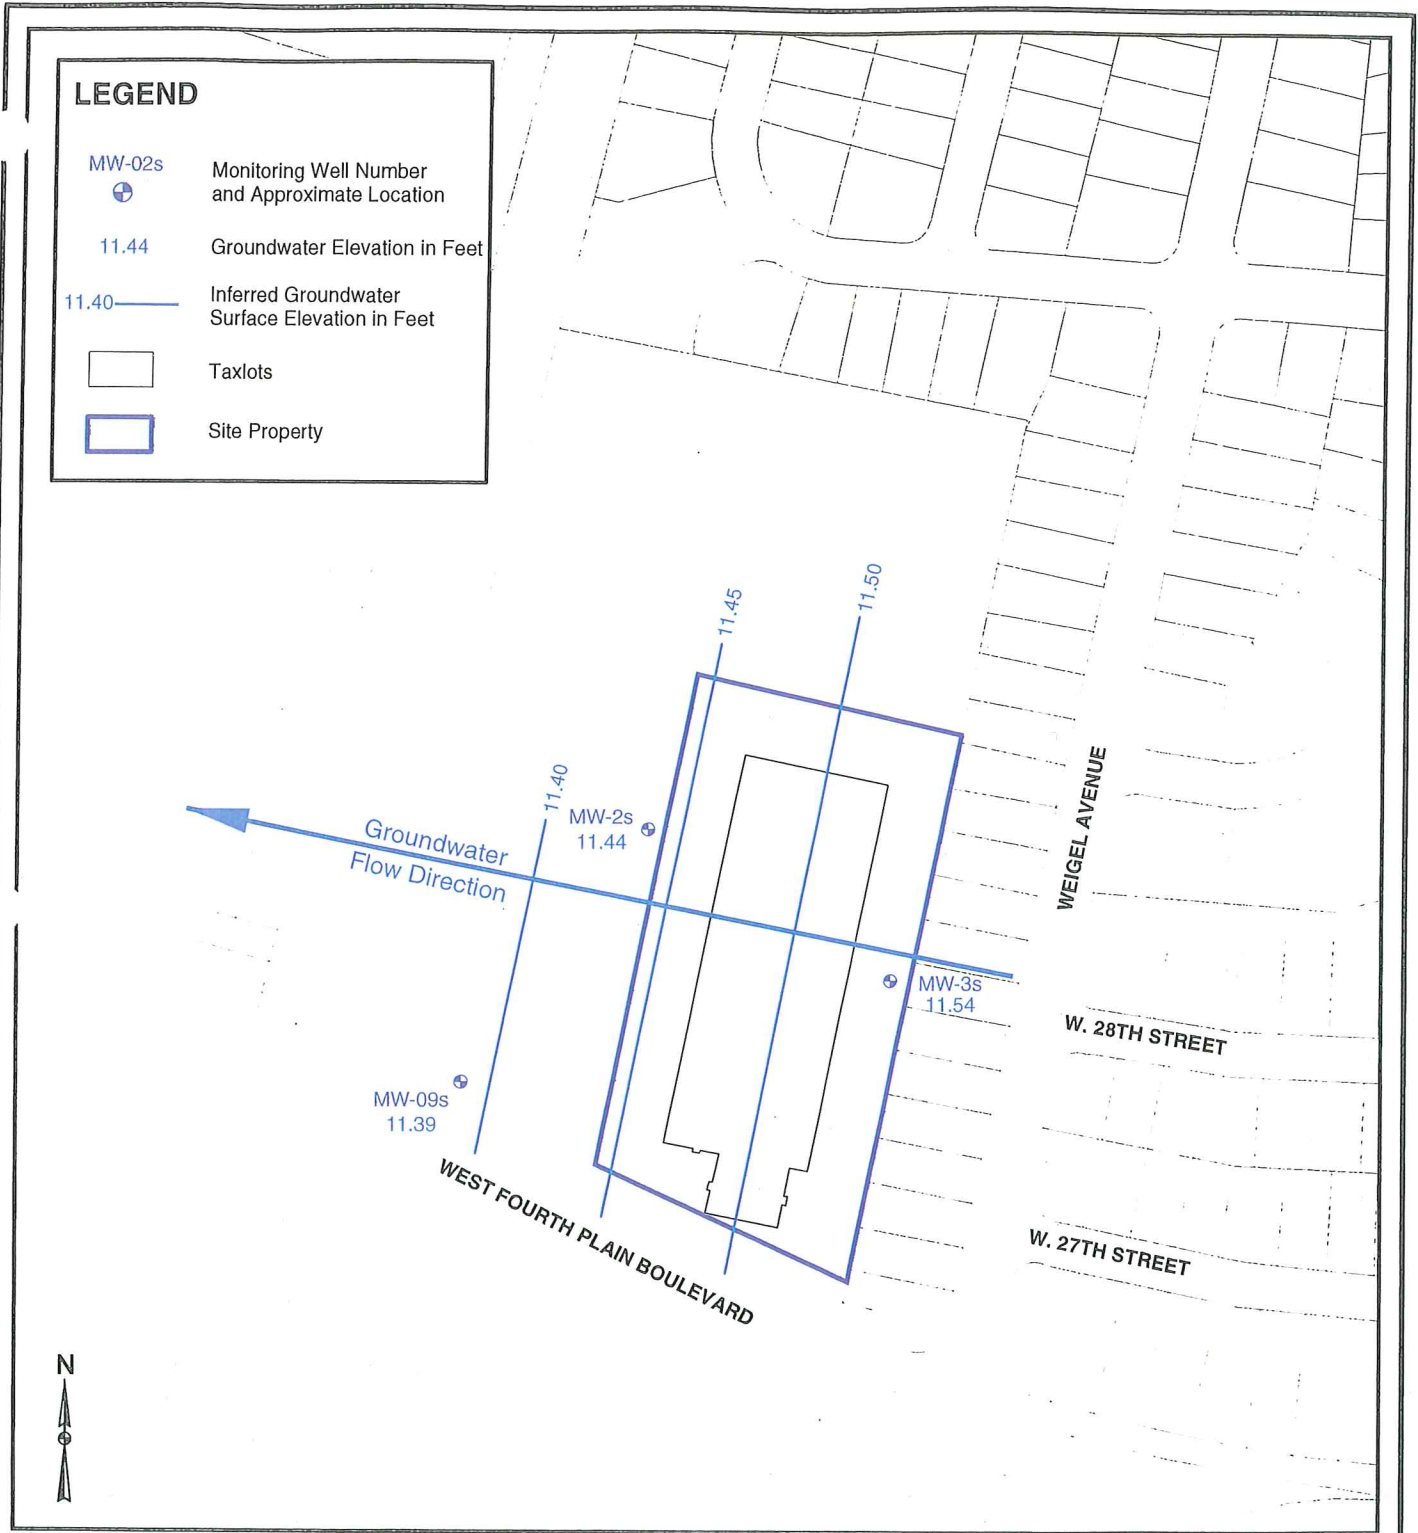 LEGEND
MW-02s
Monitoring Well Number
and Approximate Location
11.44
Groundwater Elevation in Feet
11.40
Inferred Groundwater
Surface Elevation in Feet
Taxlots
Site Property
11.50
11.45
11.40
MW-2s
11.44
Groundwater
Flow Direction
WEIGEL AVENUE
MW-3s
11.54
W. 28TH STREET
MW-09s
11.39
WEST FOURTH PLAIN BOULEVARD
W. 27TH STREET
N